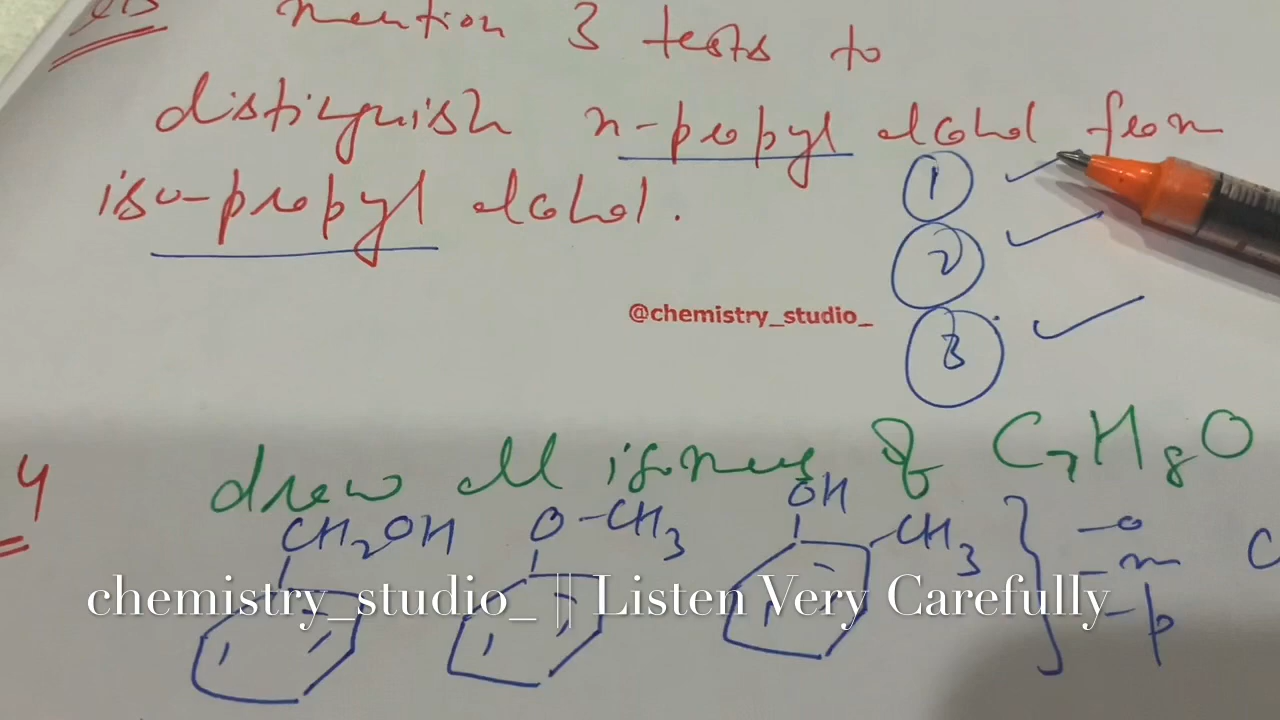 mention 3 tests to
distinguish n-propyl alcohol from
iso-propyl alcohol.
1
2
3
@chemistry_studio_
4 draw all isomers of C7H8O
CH2OH O-CH3 OH CH3
-o
-m
-p
C
chemistry_studio_ || Listen Very Carefully